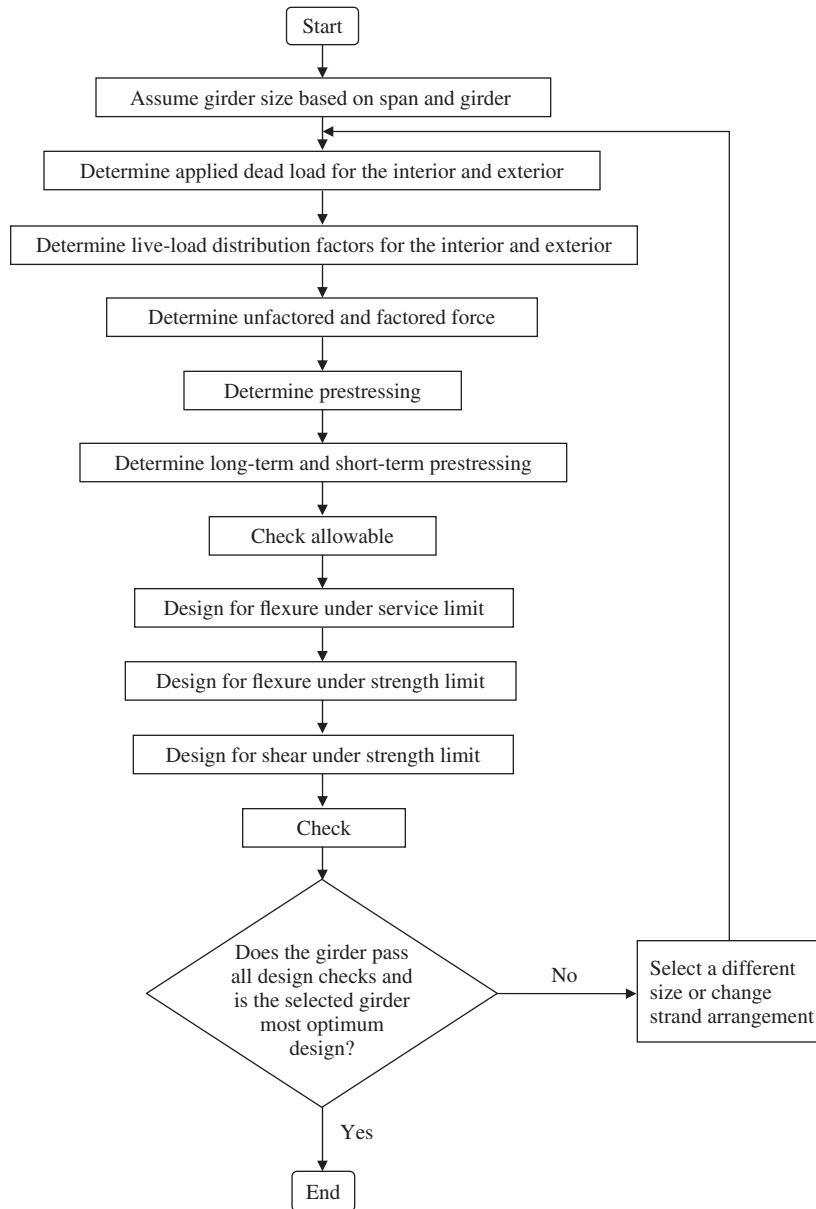 Start
Assume girder size based on span and girder
Determine applied dead load for the interior and exterior
Determine live-load distribution factors for the interior and exterior
Determine unfactored and factored force
Determine prestressing
Determine long-term and short-term prestressing
Check allowable
Design for flexure under service limit
Design for flexure under strength limit
Design for shear under strength limit
Check
Does the girder pass
all design checks and
is the selected girder
most optimum
design?
No
Select a different
size or change
strand arrangement
Yes
End